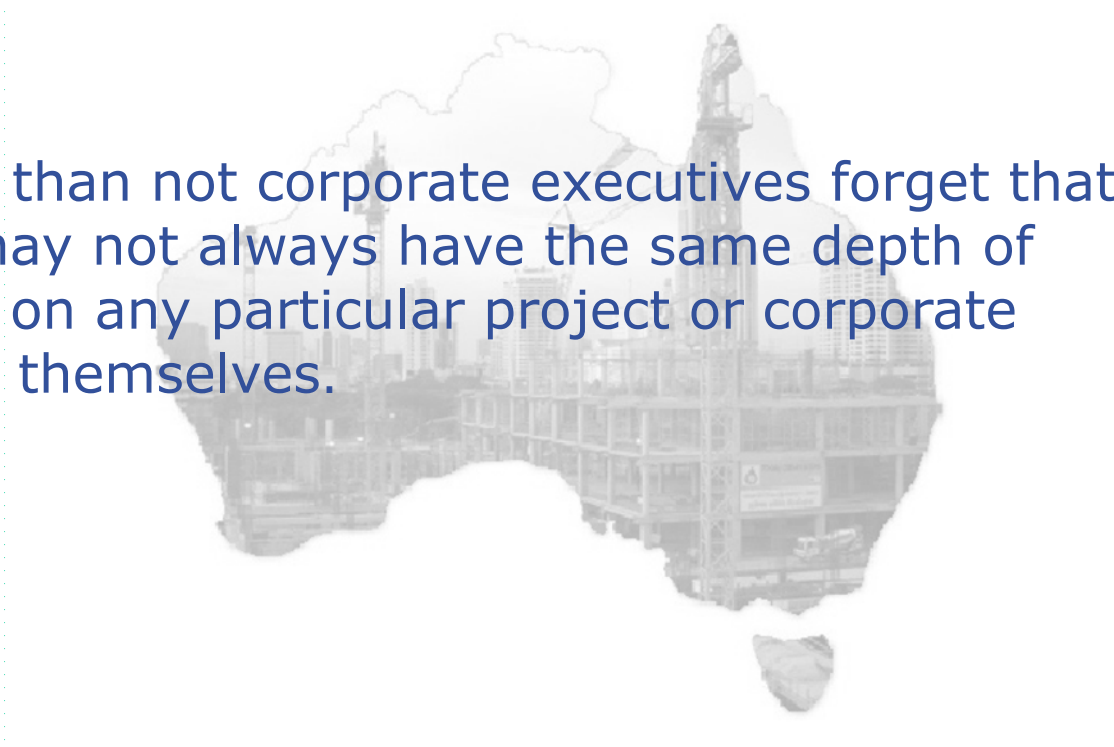 than not corporate executives forget that
may not always have the same depth of
on any particular project or corporate
themselves.